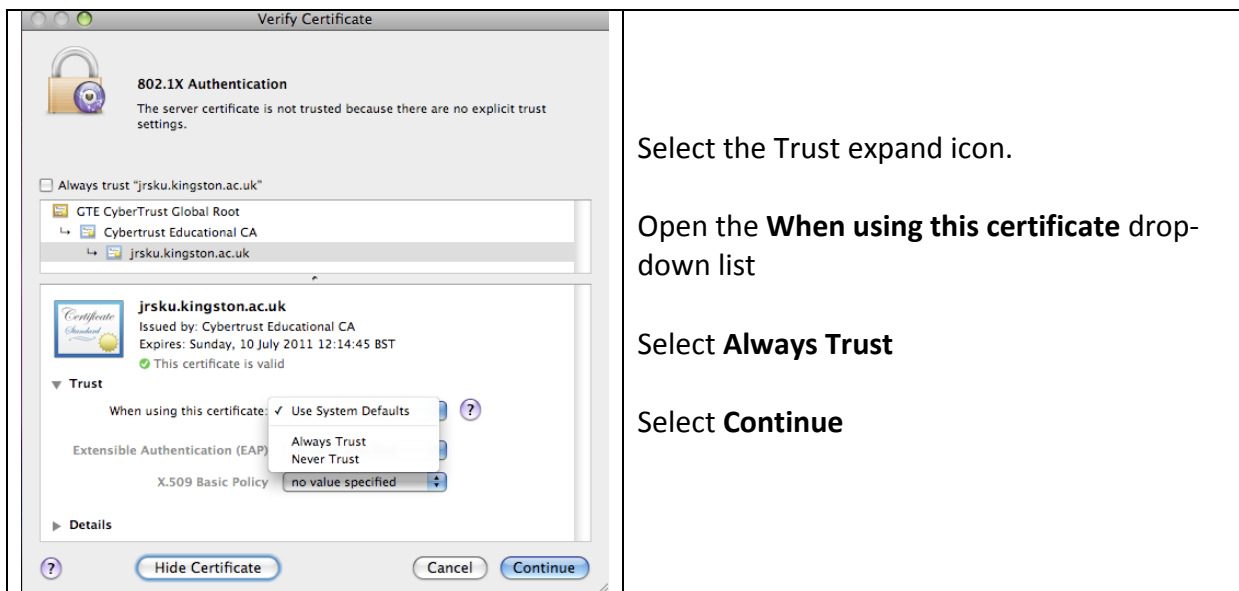 Verify Certificate
802.1X Authentication
The server certificate is not trusted because there are no explicit trust
settings.
Always trust “jrsku.kingston.ac.uk”
GTE CyberTrust Global Root
Cybertrust Educational CA
jrsku.kingston.ac.uk
Certificate
Standard
jrsku.kingston.ac.uk
Issued by: Cybertrust Educational CA
Expires: Sunday, 10 July 2011 12:14:45 BST
This certificate is valid
Trust
When using this certificate: ✓ Use System Defaults ?
Always Trust
Never Trust
Extensible Authentication (EAP)
X.509 Basic Policy no value specified
Details
? Hide Certificate Cancel Continue
Select the Trust expand icon.
Open the When using this certificate drop-
down list
Select Always Trust
Select Continue